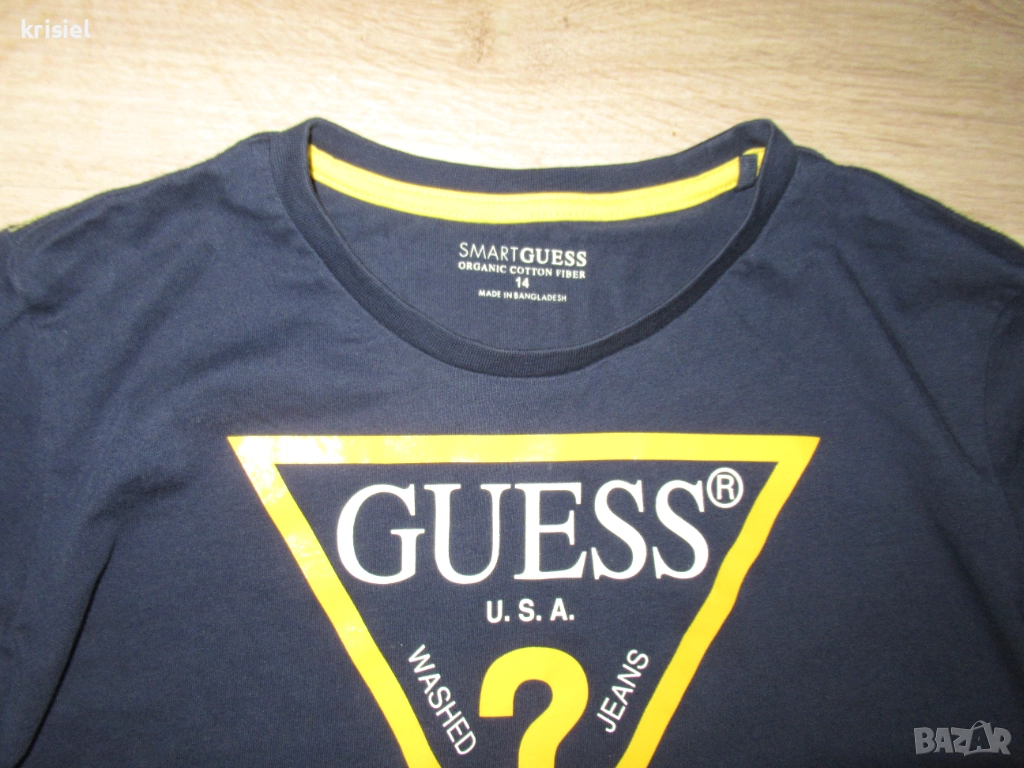 krisiel
SMARTGUESS
ORGANIC COTTON FIBER
14
MADE IN BANGLADESH
GUESS®
U.S.A.
WASHED
?
JEANS
BAZAR